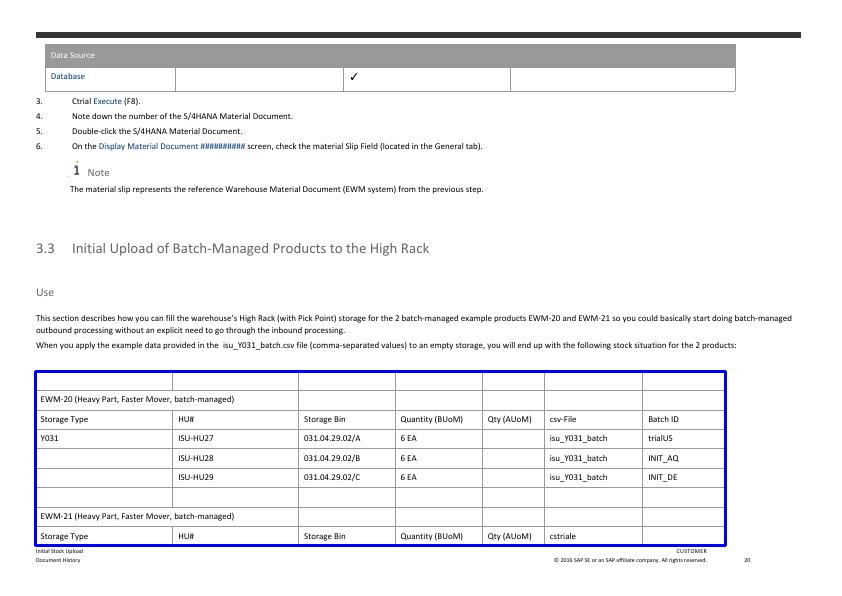 Data Source
Database ✓
3. Ctrial Execute (F8).
4. Note down the number of the S/4HANA Material Document.
5. Double-click the S/4HANA Material Document.
6. On the Display Material Document ########## screen, check the material Slip Field (located in the General tab).
Note
The material slip represents the reference Warehouse Material Document (EWM system) from the previous step.
3.3 Initial Upload of Batch-Managed Products to the High Rack
Use
This section describes how you can fill the warehouse's High Rack (with Pick Point) storage for the 2 batch-managed example products EWM-20 and EWM-21 so you could basically start doing batch-managed
outbound processing without an explicit need to go through the inbound processing.
When you apply the example data provided in the isu_Y031_batch.csv file (comma-separated values) to an empty storage, you will end up with the following stock situation for the 2 products:
EWM-20 (Heavy Part, Faster Mover, batch-managed)
Storage Type HU# Storage Bin Quantity (BUoM) Qty (AUoM) csv-File Batch ID
Y031 ISU-HU27 031.04.29.02/A 6 EA isu_Y031_batch trialUS
ISU-HU28 031.04.29.02/B 6 EA isu_Y031_batch INIT_AQ
ISU-HU29 031.04.29.02/C 6 EA isu_Y031_batch INIT_DE
EWM-21 (Heavy Part, Faster Mover, batch-managed)
Storage Type HU# Storage Bin Quantity (BUoM) Qty (AUoM) cstriale
Initial Stock Upload CUSTOMER
Document History © 2016 SAP SE or an SAP affiliate company. All rights reserved. 20